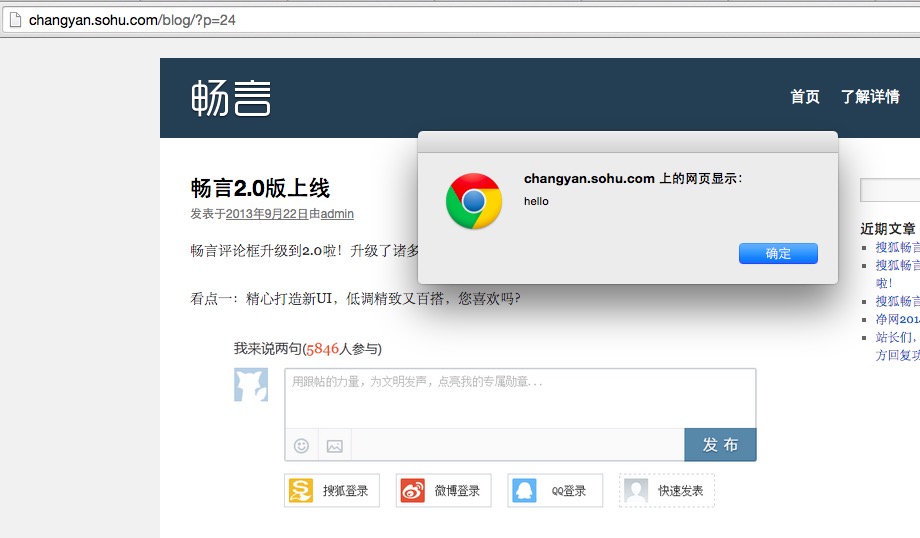 changyan.sohu.com/blog/?p=24
畅言
首页 了解详情
changyan.sohu.com 上的网页显示：
hello
确定
畅言2.0版上线
发表于2013年9月22日由admin
畅言评论框升级到2.0啦！升级了诸多
看点一：精心打造新UI，低调精致又百搭，您喜欢吗？
我来说两句(5846人参与)
用跟帖的力量，为文明发声，点亮我的专属勋章...
发布
搜狐登录 微博登录 QQ登录 快速发表
近期文章
搜狐畅言
搜狐畅言
啦！
搜狐畅言
净网201
站长们，
方回复功